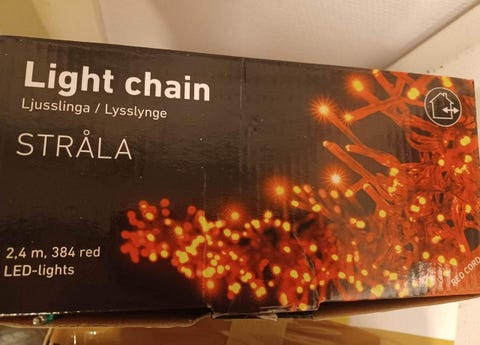 Light chain
Ljusslinga / Lysslynge
STRÅLA
2,4 m, 384 red
LED-lights
RED CORD